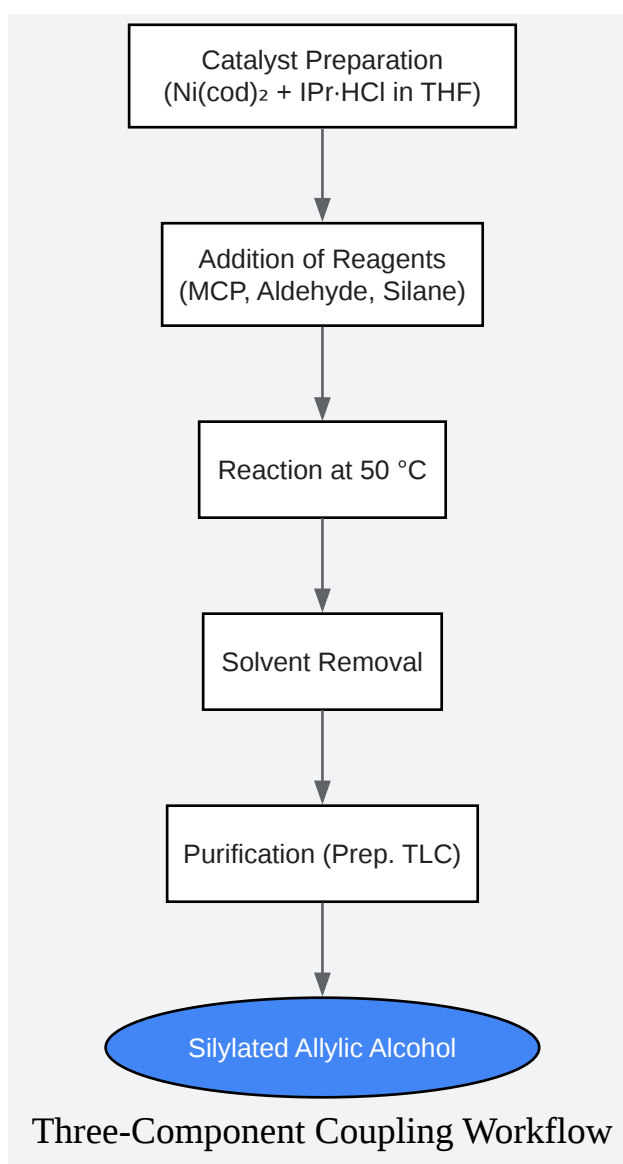 Catalyst Preparation
(Ni(cod)₂ + IPr·HCl in THF)
Addition of Reagents
(MCP, Aldehyde, Silane)
Reaction at 50 °C
Solvent Removal
Purification (Prep. TLC)
Silylated Allylic Alcohol
Three-Component Coupling Workflow